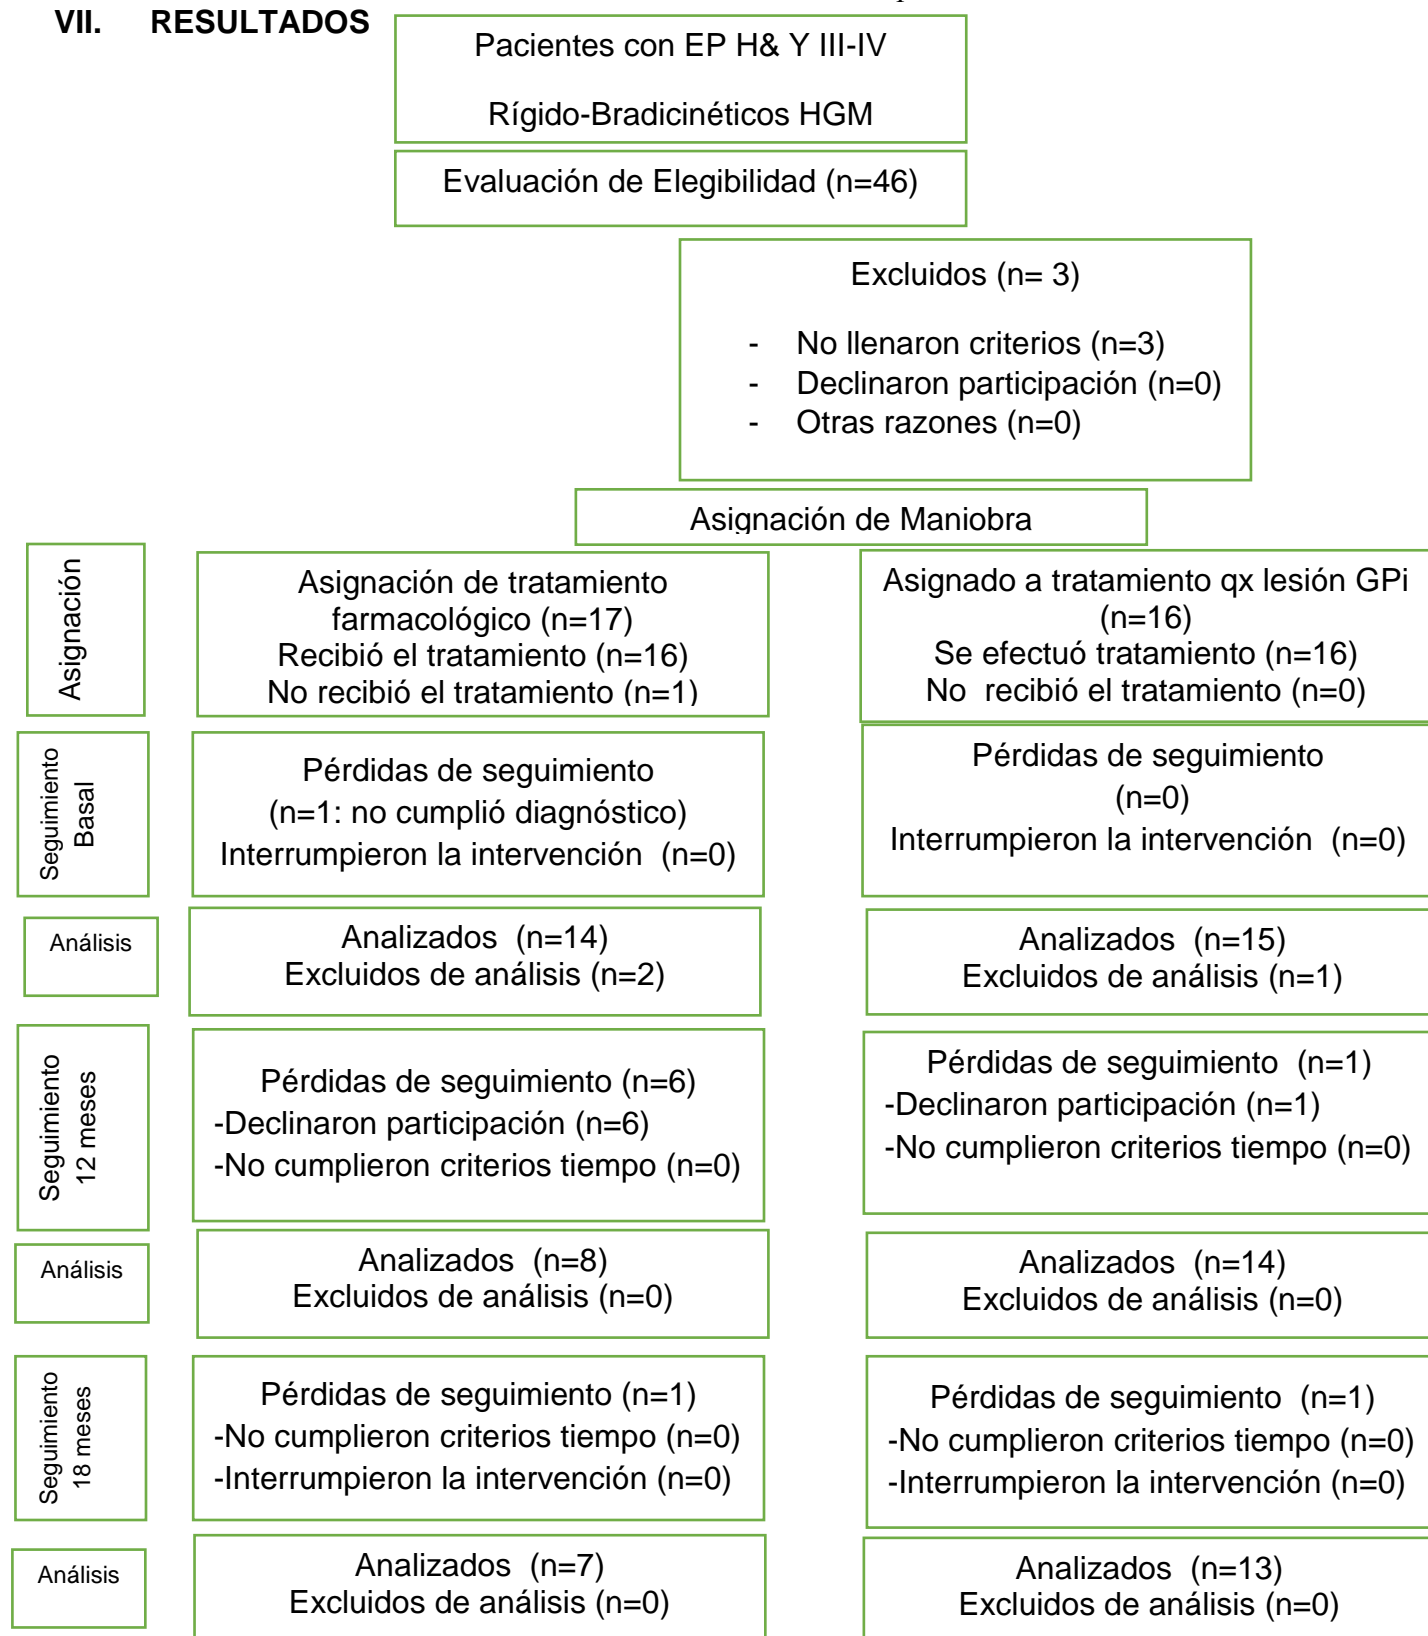 VII. RESULTADOS
Pacientes con EP H& Y III-IV
Rígido-Bradicinéticos HGM
Evaluación de Elegibilidad (n=46)
Excluidos (n= 3)
- No llenaron criterios (n=3)
- Declinaron participación (n=0)
- Otras razones (n=0)
Asignación de Maniobra
Asignación
Asignación de tratamiento
farmacológico (n=17)
Recibió el tratamiento (n=16)
No recibió el tratamiento (n=1)
Asignado a tratamiento qx lesión GPi
(n=16)
Se efectuó tratamiento (n=16)
No recibió el tratamiento (n=0)
Seguimiento
Basal
Pérdidas de seguimiento
(n=1: no cumplió diagnóstico)
Interrumpieron la intervención (n=0)
Pérdidas de seguimiento
(n=0)
Interrumpieron la intervención (n=0)
Análisis
Analizados (n=14)
Excluidos de análisis (n=2)
Analizados (n=15)
Excluidos de análisis (n=1)
Seguimiento
12 meses
Pérdidas de seguimiento (n=6)
-Declinaron participación (n=6)
-No cumplieron criterios tiempo (n=0)
Pérdidas de seguimiento (n=1)
-Declinaron participación (n=1)
-No cumplieron criterios tiempo (n=0)
Análisis
Analizados (n=8)
Excluidos de análisis (n=0)
Analizados (n=14)
Excluidos de análisis (n=0)
Seguimiento
18 meses
Pérdidas de seguimiento (n=1)
-No cumplieron criterios tiempo (n=0)
-Interrumpieron la intervención (n=0)
Pérdidas de seguimiento (n=1)
-No cumplieron criterios tiempo (n=0)
-Interrumpieron la intervención (n=0)
Análisis
Analizados (n=7)
Excluidos de análisis (n=0)
Analizados (n=13)
Excluidos de análisis (n=0)